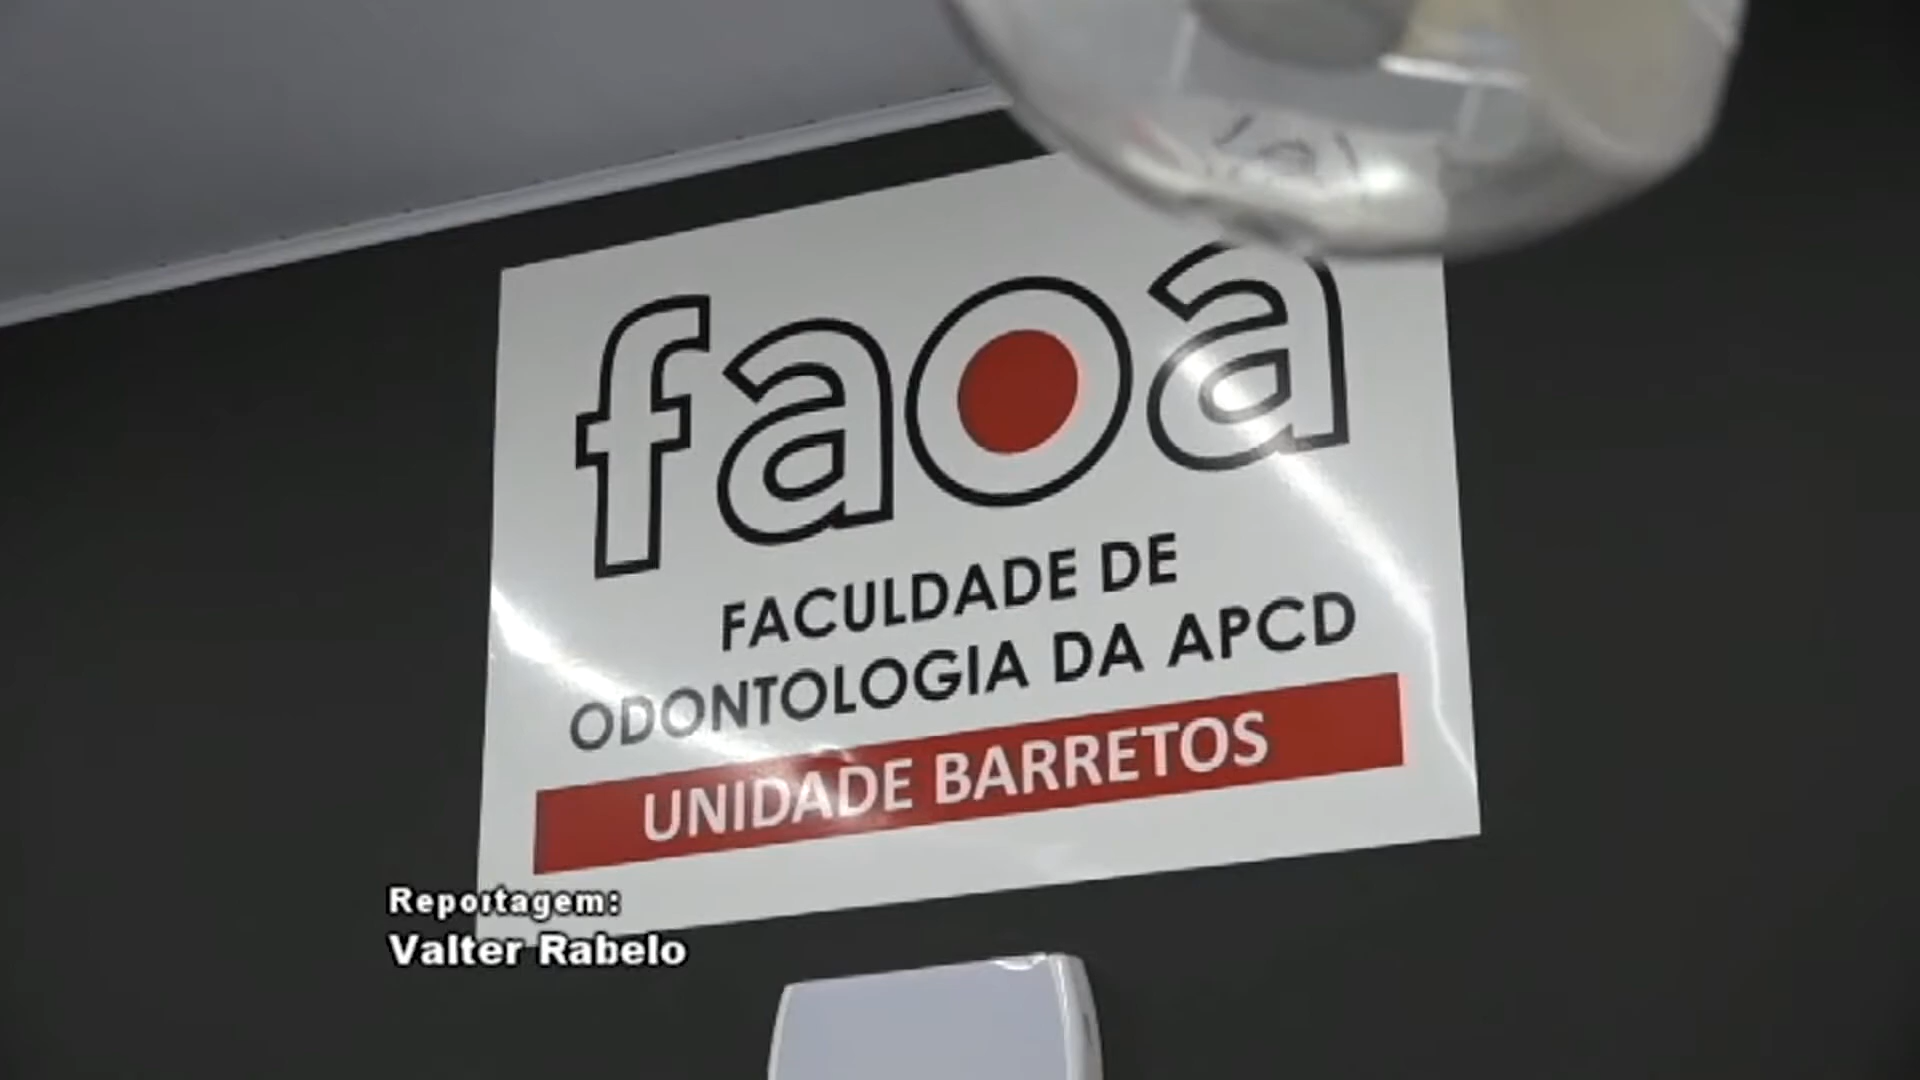 faoa
FACULDADE DE
ODONTOLOGIA DA APCD
UNIDADE BARRETOS
Reportagem:
Valter Rabelo